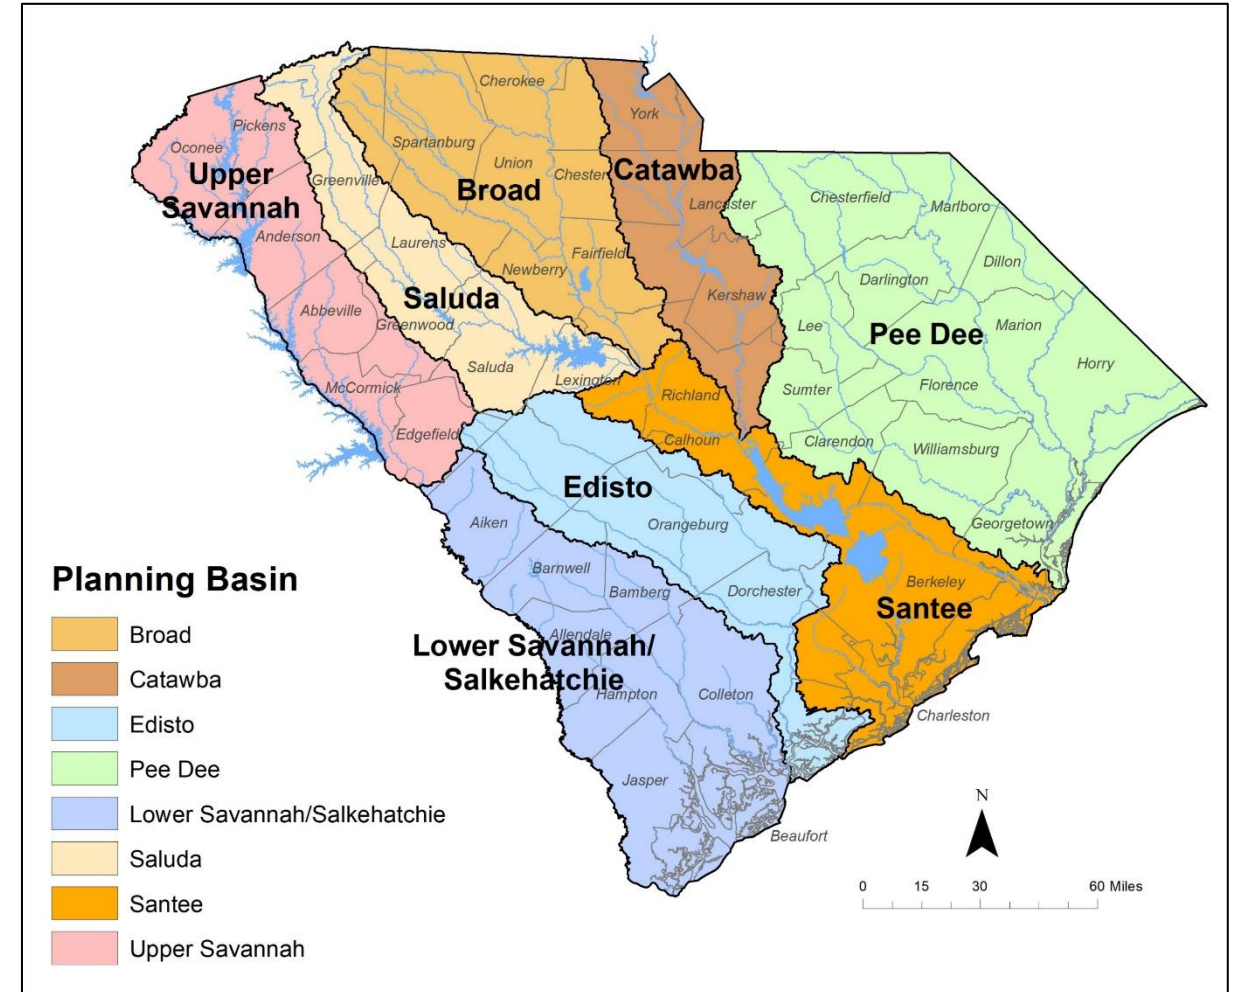 Cherokee
York
Pickens
Oconee
Spartanburg
Union
Chester
Catawba
Upper
Savannah
Greenville
Broad
Lancaster
Chesterfield
Marlboro
Anderson
Laurens
Newberry
Fairfield
Dillon
Darlington
Kershaw
Saluda
Abbeville
Greenwood
Lee
Pee Dee
Marion
Horry
Saluda
Lexington
McCormick
Richland
Sumter
Florence
Edgefield
Calhoun
Clarendon
Williamsburg
Edisto
Aiken
Orangeburg
Georgetown
Barnwell
Bamberg
Dorchester
Berkeley
Santee
Allendale
Lower Savannah/
Salkehatchie
Hampton
Colleton
Charleston
Jasper
Beaufort
Planning Basin
Broad
Catawba
Edisto
Pee Dee
Lower Savannah/Salkehatchie
Saluda
Santee
Upper Savannah
N
0 15 30 60 Miles